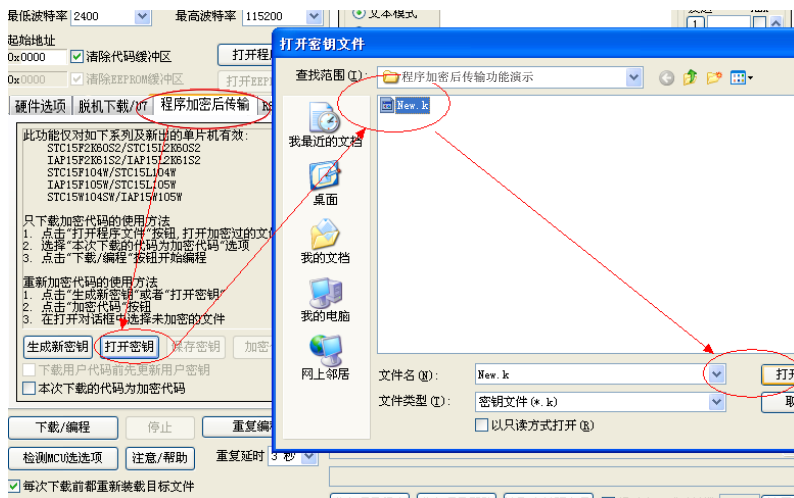 最低波特率 2400 最高波特率 115200
文本模式
起始地址
0x0000 清除代码缓冲区 打开程
0x0000 清除EEPROM缓冲区 打开EEP
硬件选项 脱机下载/U7 程序加密后传输
此功能仅对如下系列及新出的单片机有效:
STC15F2K60S2/STC15L2K60S2
IAP15F2K61S2/IAP15L2K61S2
STC15F104W/STC15L104W
IAP15F105W/STC15L105W
STC15W104SW/IAP15W105W
只下载加密代码的使用方法
1. 点击"打开程序文件"按钮,打开加密过的文
2. 选择"本次下载的代码为加密代码"选项
3. 点击"下载/编程"按钮开始编程
重新加密代码的使用方法
1. 点击"生成新密钥"或者"打开密钥"
2. 点击"加密代码"按钮
3. 在打开对话框中选择未加密的文件
生成新密钥 打开密钥 保存密钥 加密
下载用户代码前先更新用户密钥
本次下载的代码为加密代码
下载/编程 停止 重复编
检测MCU选选项 注意/帮助 重复延时 3 秒
每次下载前都重新装载目标文件
打开密钥文件
查找范围(I): 程序加密后传输功能演示
New.k
我最近的文档
桌面
我的文档
我的电脑
网上邻居
文件名(N): New.k 打开
文件类型(T): 密钥文件(*.k) 取
以只读方式打开(R)